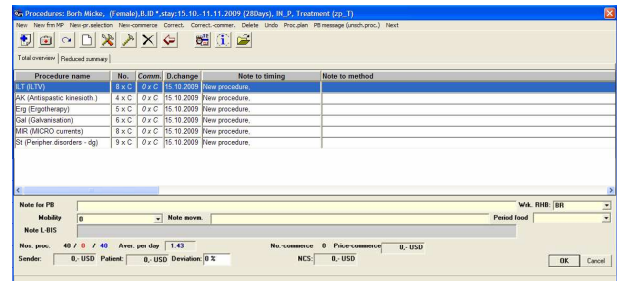 Procedures: Borh Micke, (Female),B.ID *,stay:15.10.-11.11.2009 (28Days), IN_P, Treatment (zp_T)
New New frm MP New-pr.selection New-commerce Correct. Correct.-commer. Delete Undo Proc.plan PB message (unsch.proc.) Next
Total overview Reduced summary
Procedure name No. Comm. D.change Note to timing Note to method
ILT (ILTV) 8 x C 0 x C 15.10.2009 New procedure,
AK (Antispastic kinesioth.) 4 x C 0 x C 15.10.2009 New procedure,
Erg (Ergotherapy) 5 x C 0 x C 15.10.2009 New procedure,
Gal (Galvanisation) 6 x C 0 x C 15.10.2009 New procedure,
MIR (MICRO currents) 8 x C 0 x C 15.10.2009 New procedure,
St (Peripher.disorders - dg) 9 x C 0 x C 15.10.2009 New procedure,
Note for PB Wrk. RHB: BR
Mobility 0 Note movm. Period food
Note L-BIS
Nos. proc. 40 / 0 / 40 Aver. per day 1.43 No.-commerce 0 Price-commerce 0,- USD
Sender: 0,- USD Patient: 0,- USD Deviation: 0 % NCS: 0,- USD OK Cancel